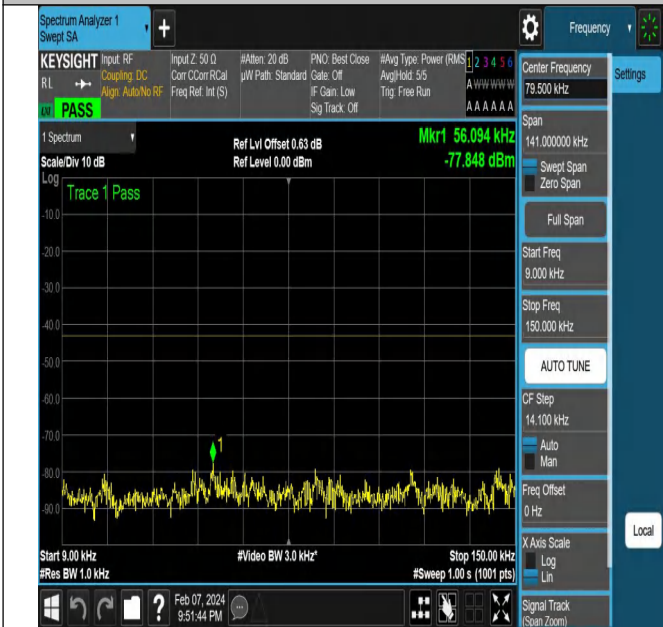 Spectrum Analyzer 1
Swept SA
+
Frequency
KEYSIGHT
RL
PASS
Input: RF
Coupling: DC
Align: Auto/No RF
Input Z: 50 Ω
Corr CCorr RCal
Freq Ref: Int (S)
#Atten: 20 dB
µW Path: Standard
PNO: Best Close
Gate: Off
IF Gain: Low
Sig Track: Off
#Avg Type: Power (RMS
Avg|Hold: 5/5
Trig: Free Run
1 2 3 4 5 6
A W W W W W
A A A A A A
1 Spectrum
Scale/Div 10 dB
Ref Lvl Offset 0.63 dB
Ref Level 0.00 dBm
Mkr1 56.094 kHz
-77.848 dBm
Log
Trace 1 Pass
-10.0
-20.0
-30.0
-40.0
-50.0
-60.0
-70.0
-80.0
-90.0
1
Start 9.00 kHz
#Res BW 1.0 kHz
#Video BW 3.0 kHz*
Stop 150.00 kHz
#Sweep 1.00 s (1001 pts)
?
Feb 07, 2024
9:51:44 PM
Center Frequency
79.500 kHz
Settings
Span
141.000000 kHz
Swept Span
Zero Span
Full Span
Start Freq
9.000 kHz
Stop Freq
150.000 kHz
AUTO TUNE
CF Step
14.100 kHz
Auto
Man
Freq Offset
0 Hz
X Axis Scale
Log
Lin
Local
Signal Track
(Span Zoom)